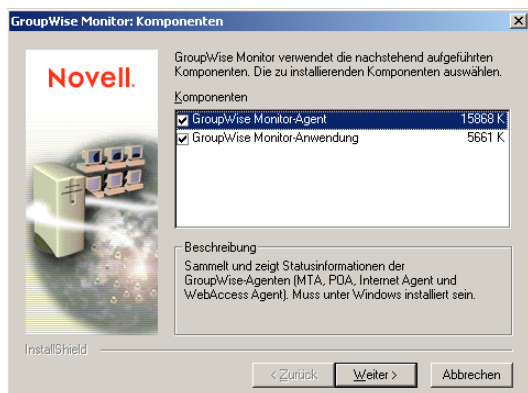 GroupWise Monitor: Komponenten
Novell.
GroupWise Monitor verwendet die nachstehend aufgeführten
Komponenten. Die zu installierenden Komponenten auswählen.
Komponenten
GroupWise Monitor-Agent 15868 K
GroupWise Monitor-Anwendung 5661 K
Beschreibung
Sammelt und zeigt Statusinformationen der
GroupWise-Agenten (MTA, POA, Internet Agent und
WebAccess Agent). Muss unter Windows installiert sein.
InstallShield
< Zurück
Weiter >
Abbrechen